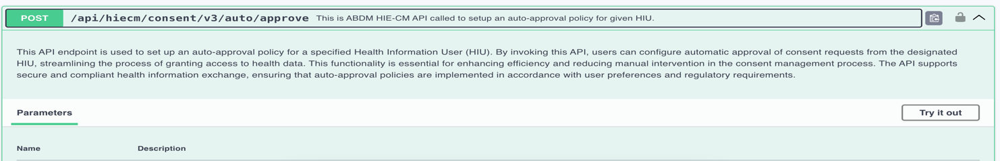 POST /api/hiecm/consent/v3/auto/approve This is ABDM HIE-CM API called to setup an auto-approval policy for given HIU.
This API endpoint is used to set up an auto-approval policy for a specified Health Information User (HIU). By invoking this API, users can configure automatic approval of consent requests from the designated
HIU, streamlining the process of granting access to health data. This functionality is essential for enhancing efficiency and reducing manual intervention in the consent management process. The API supports
secure and compliant health information exchange, ensuring that auto-approval policies are implemented in accordance with user preferences and regulatory requirements.
Parameters Try it out
Name Description